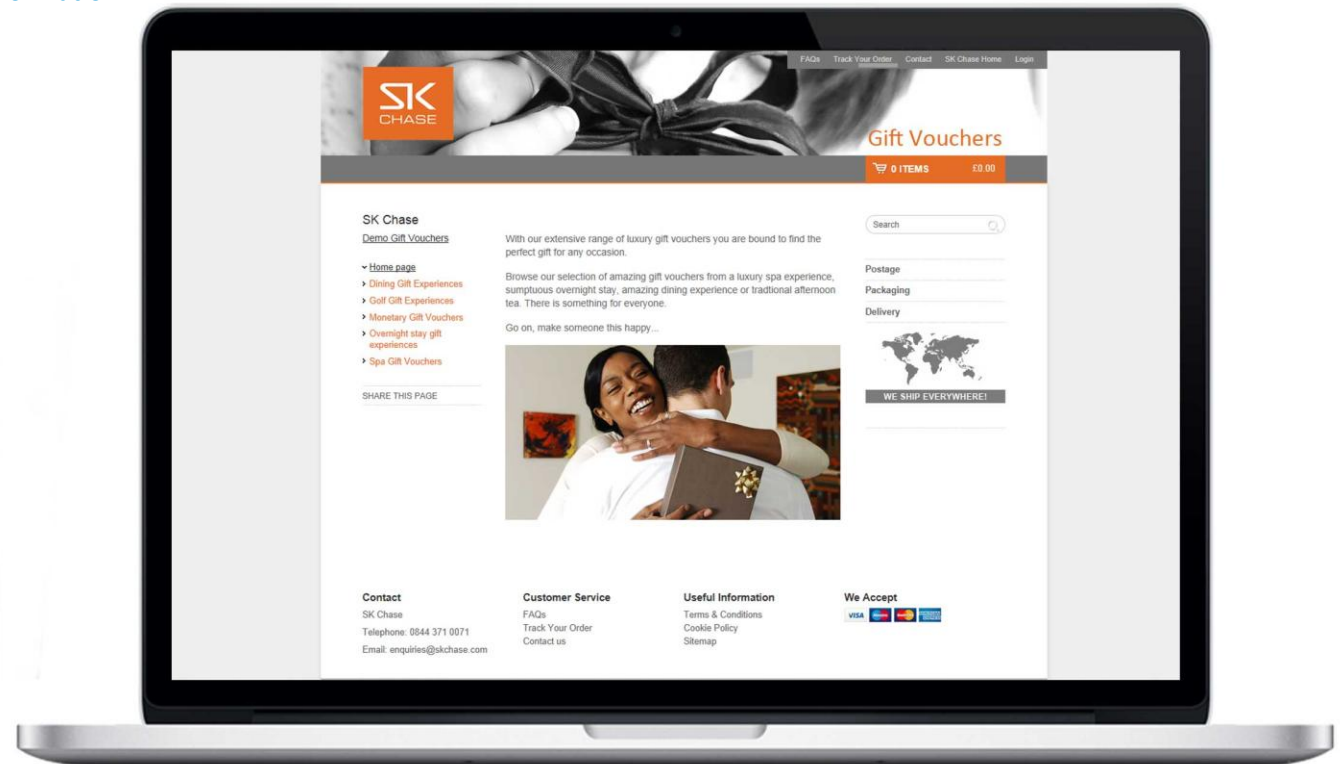 FAQs Track Your Order Contact SK Chase Home Login
SK
CHASE
Gift Vouchers
0 ITEMS £0.00
SK Chase
Demo Gift Vouchers
Home page
Dining Gift Experiences
Golf Gift Experiences
Monetary Gift Vouchers
Overnight stay gift
experiences
Spa Gift Vouchers
SHARE THIS PAGE
With our extensive range of luxury gift vouchers you are bound to find the
perfect gift for any occasion.
Browse our selection of amazing gift vouchers from a luxury spa experience,
sumptuous overnight stay, amazing dining experience or tradtional afternoon
tea. There is something for everyone.
Go on, make someone this happy...
Search
Postage
Packaging
Delivery
WE SHIP EVERYWHERE!
Contact
SK Chase
Telephone: 0844 371 0071
Email: enquiries@skchase.com
Customer Service
FAQs
Track Your Order
Contact us
Useful Information
Terms & Conditions
Cookie Policy
Sitemap
We Accept
VISA